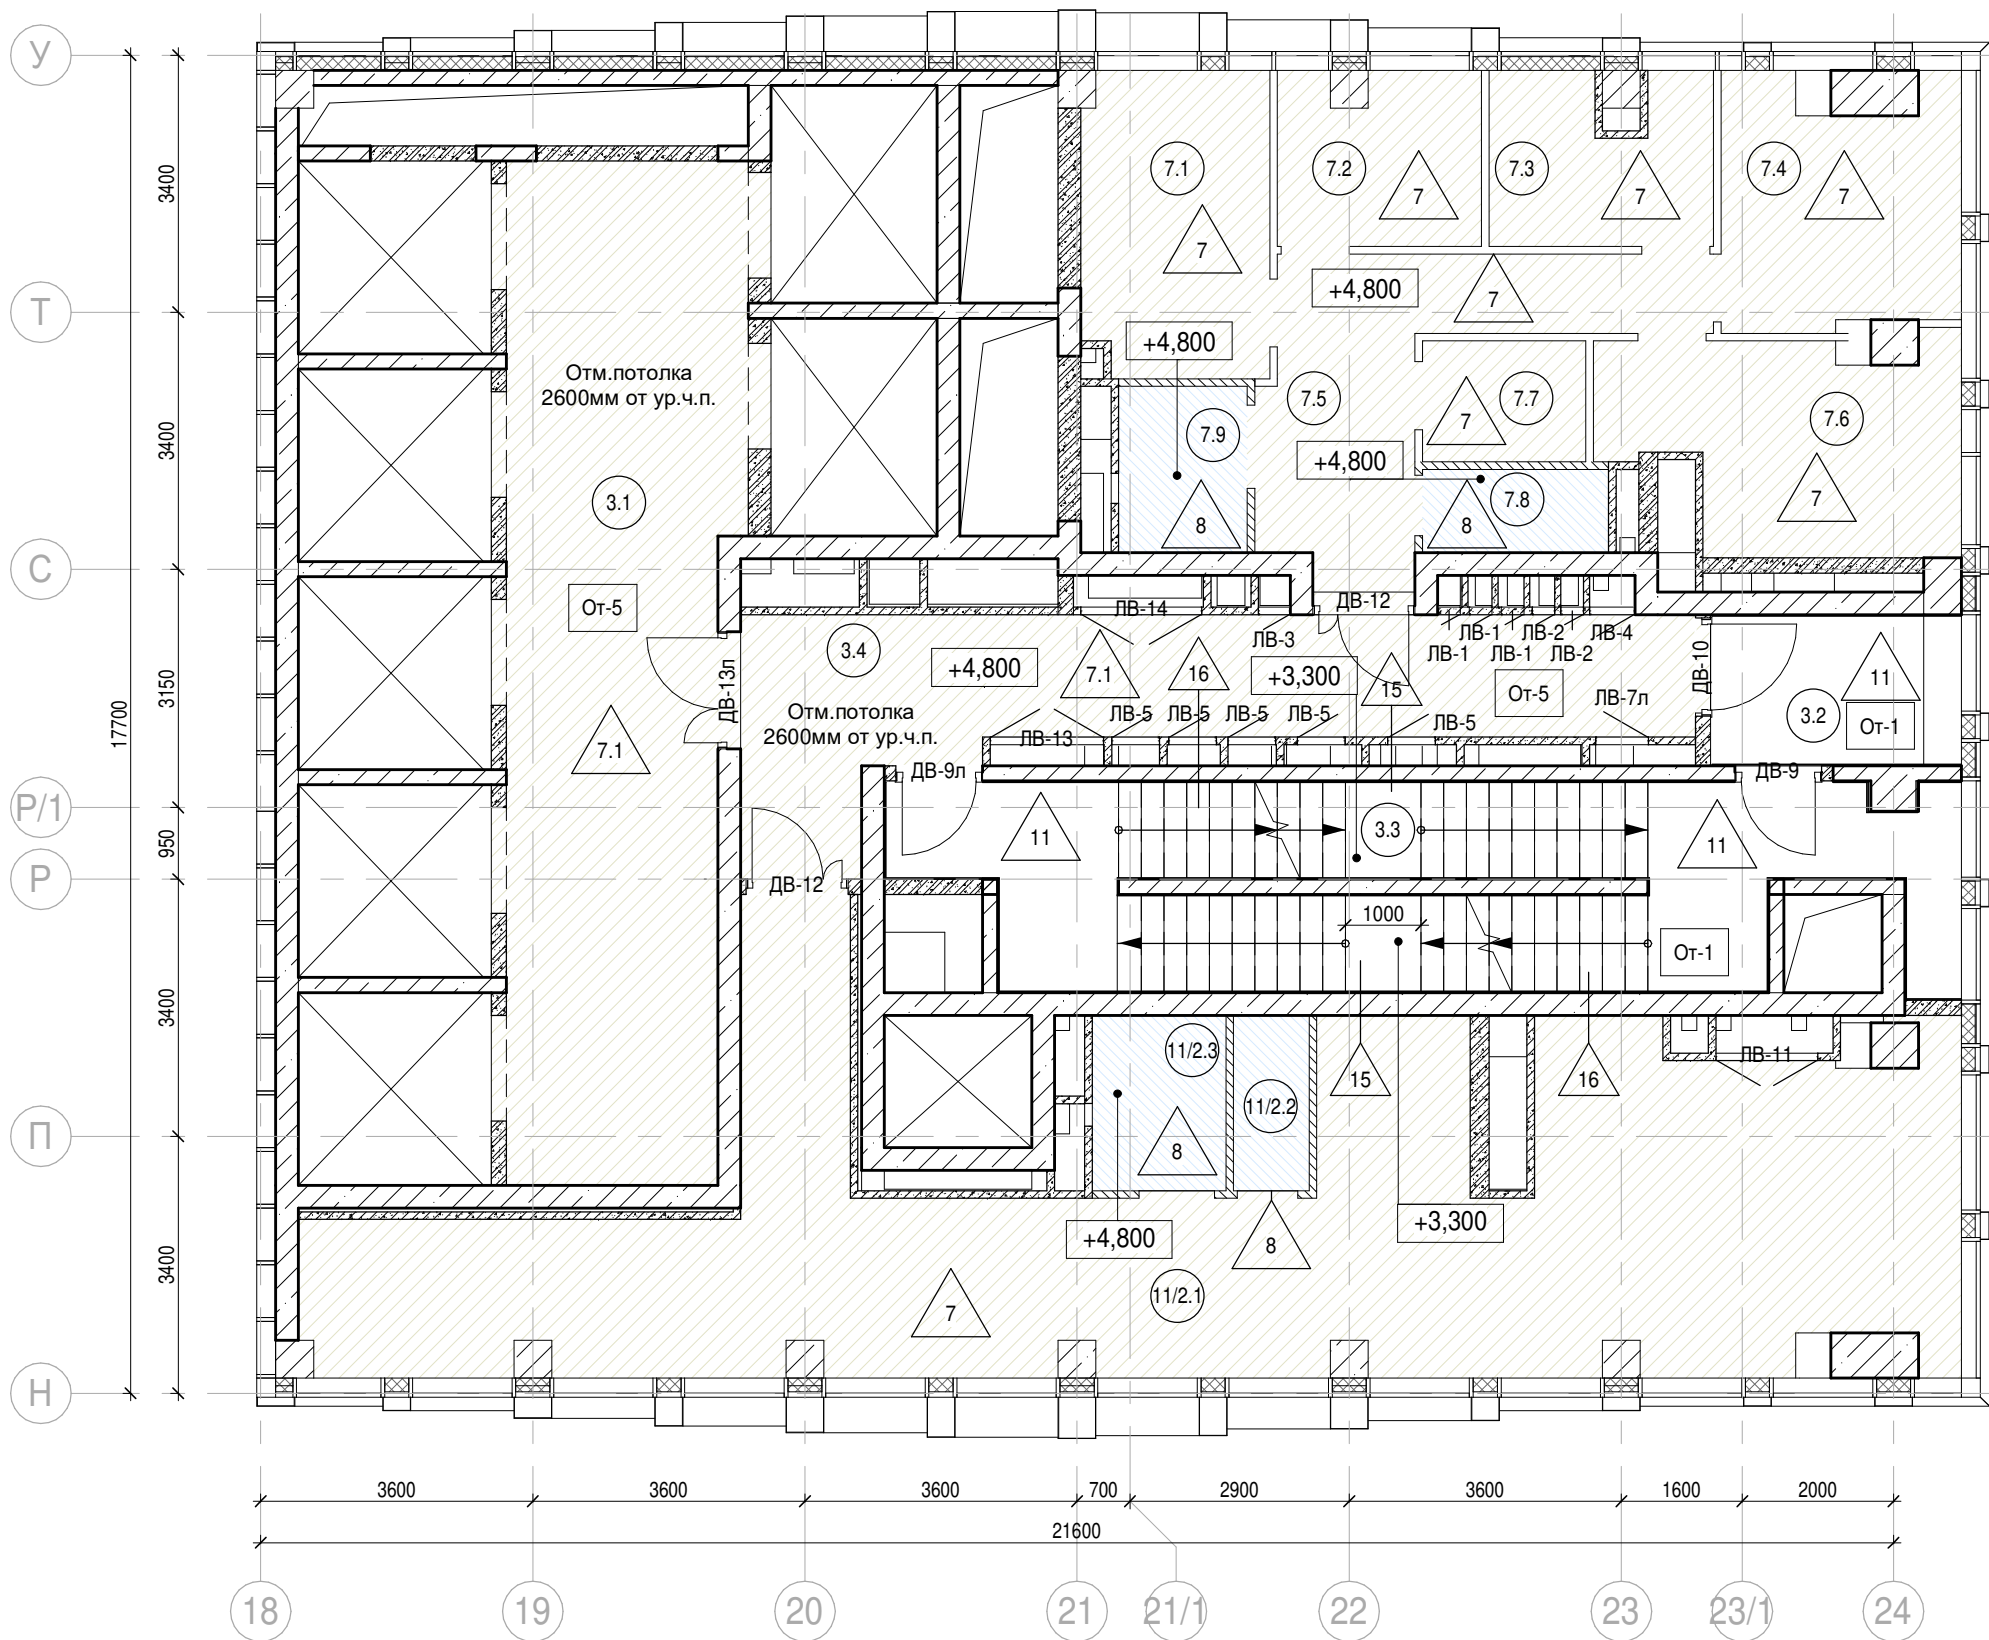 У
3400
7.1
7.2
7.3
7.4
7
7
7
7
Т
+4,800
7
+4,800
Отм.потолка
2600мм от ур.ч.п.
3400
7.5
7.7
7.6
7
7.9
+4,800
3.1
8
8
7.8
7
С
От-5
ЛВ-14
ДВ-12
ЛВ-3
ЛВ-1
ЛВ-2
ЛВ-4
ЛВ-1
ЛВ-1
ЛВ-2
3.4
+4,800
7.1
16
+3,300
15
От-5
ДВ-10
11
3150
17700
ДВ-13л
ЛВ-7л
3.2
От-1
Отм.потолка
2600мм от ур.ч.п.
ЛВ-5
ЛВ-5
ЛВ-5
ЛВ-5
ЛВ-5
ЛВ-13
7.1
ДВ-9л
ДВ-9
Р/1
950
11
3.3
11
Р
ДВ-12
1000
От-1
3400
11/2.3
ЛВ-11
15
16
11/2.2
П
8
+4,800
8
+3,300
3400
7
11/2.1
Н
3600
3600
3600
700
2900
3600
1600
2000
21600
18
19
20
21
21/1
22
23
23/1
24